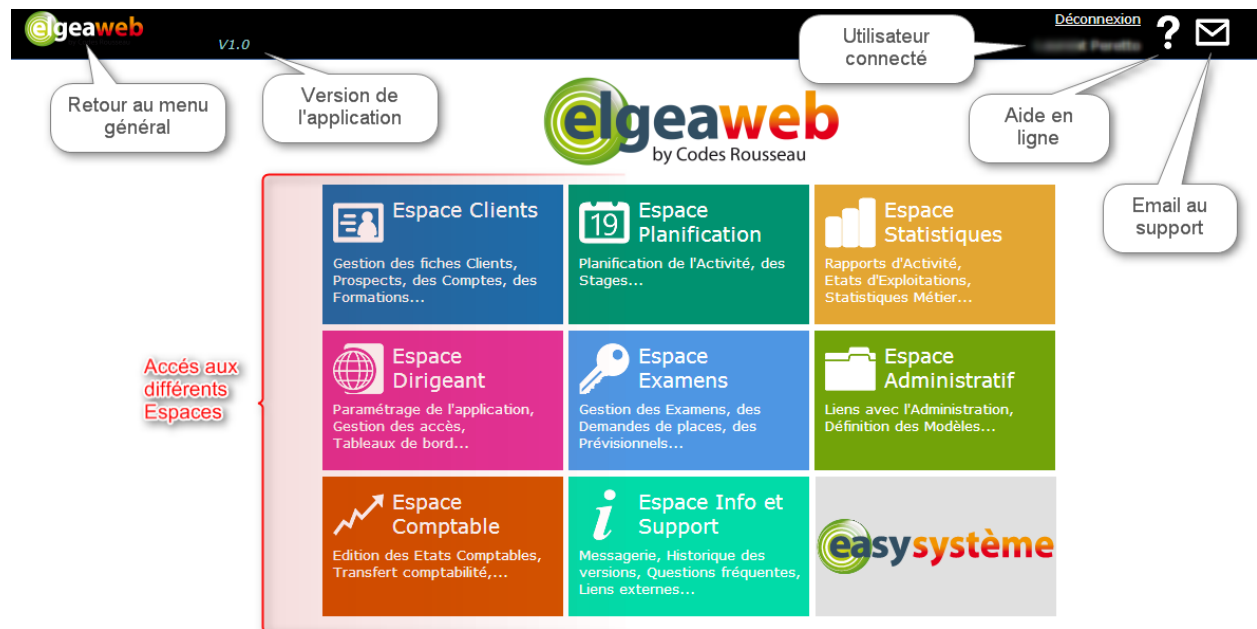 elgeaweb
V1.0
Déconnexion
?
Utilisateur
connecté
Retour au menu
général
Version de
l'application
Aide en
ligne
Email au
support
elgeaweb
by Codes Rousseau
Espace Clients
Gestion des fiches Clients,
Prospects, des Comptes, des
Formations...
19
Espace
Planification
Planification de l'Activité, des
Stages...
Espace
Statistiques
Rapports d'Activité,
Etats d'Exploitations,
Statistiques Métier...
Accés aux
différents
Espaces
Espace
Dirigeant
Paramétrage de l'application,
Gestion des accès,
Tableaux de bord...
Espace
Examens
Gestion des Examens, des
Demandes de places, des
Prévisionnels...
Espace
Administratif
Liens avec l'Administration,
Définition des Modèles...
Espace
Comptable
Edition des Etats Comptables,
Transfert comptabilité,...
i
Espace Info et
Support
Messagerie, Historique des
versions, Questions fréquentes,
Liens externes...
easysystème